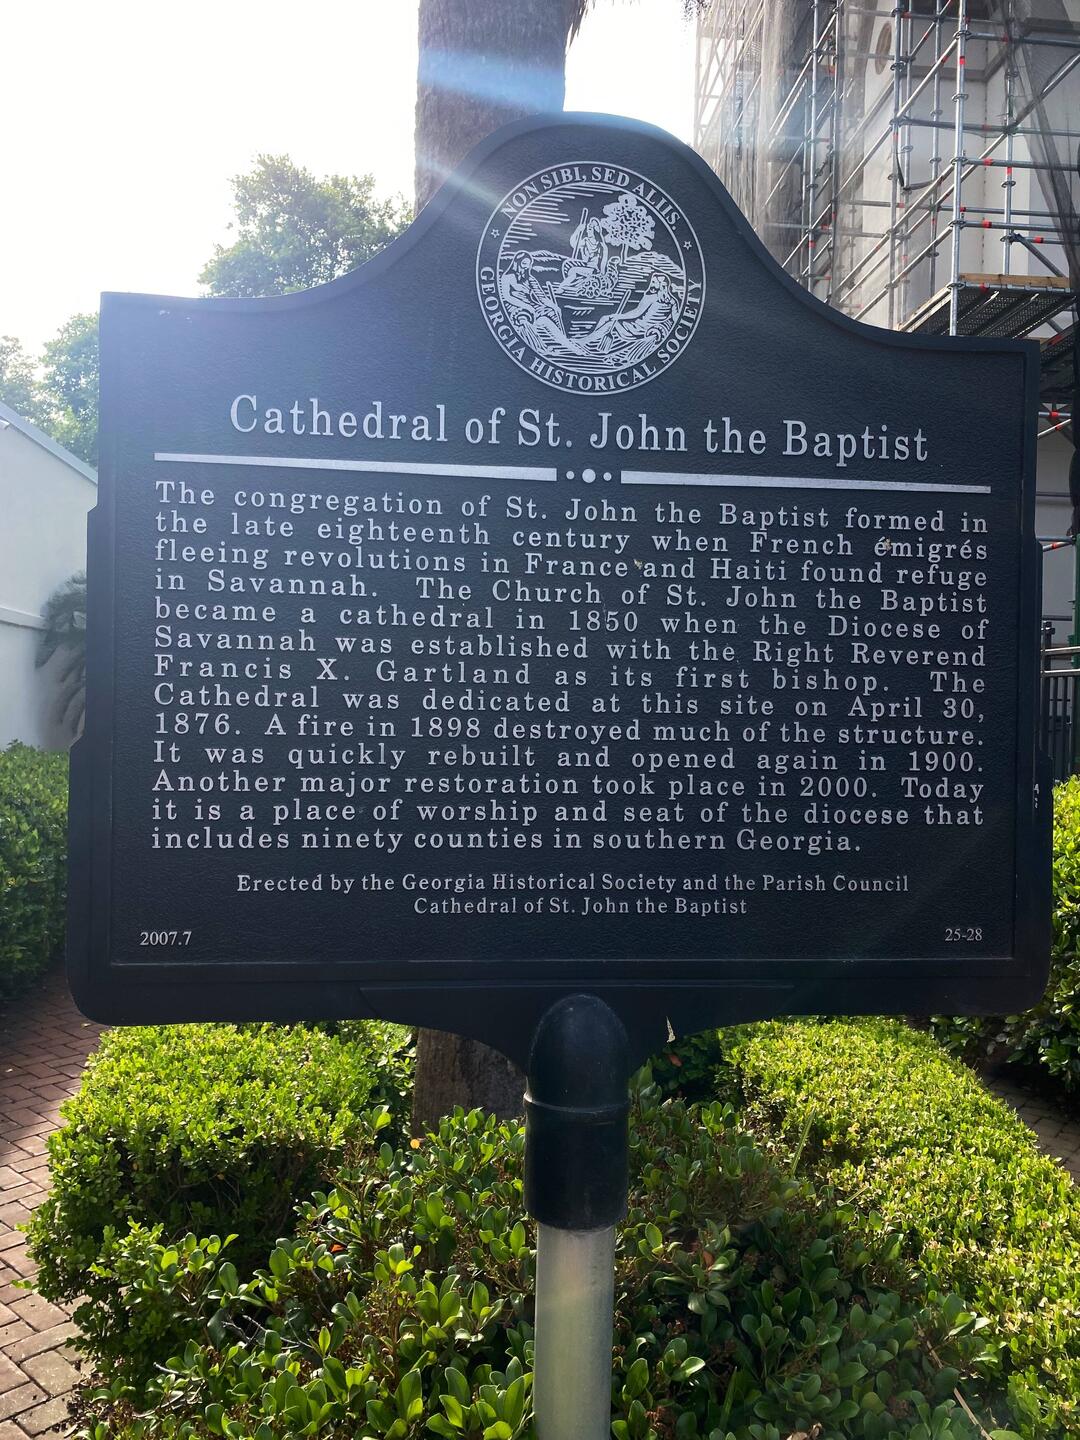 NON SIBI, SED ALIIS.
GEORGIA HISTORICAL SOCIETY
Cathedral of St. John the Baptist
The congregation of St. John the Baptist formed in
the late eighteenth century when French émigrés
fleeing revolutions in France and Haiti found refuge
in Savannah. The Church of St. John the Baptist
became a cathedral in 1850 when the Diocese of
Savannah was established with the Right Reverend
Francis X. Gartland as its first bishop. The
Cathedral was dedicated at this site on April 30,
1876. A fire in 1898 destroyed much of the structure.
It was quickly rebuilt and opened again in 1900.
Another major restoration took place in 2000. Today
it is a place of worship and seat of the diocese that
includes ninety counties in southern Georgia.
Erected by the Georgia Historical Society and the Parish Council
Cathedral of St. John the Baptist
2007.7
25-28